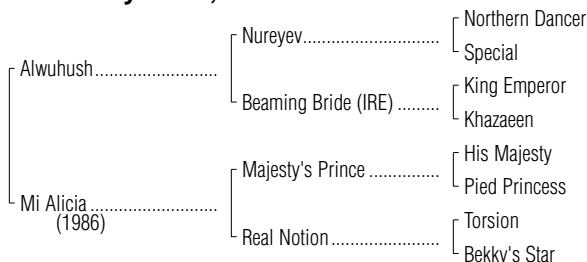 Northern Dancer
Nureyev
Special
Alwuhush
King Emperor
Beaming Bride (IRE)
Khazaeen
His Majesty
Majesty's Prince
Pied Princess
Mi Alicia
(1986)
Torsion
Real Notion
Bekky's Star